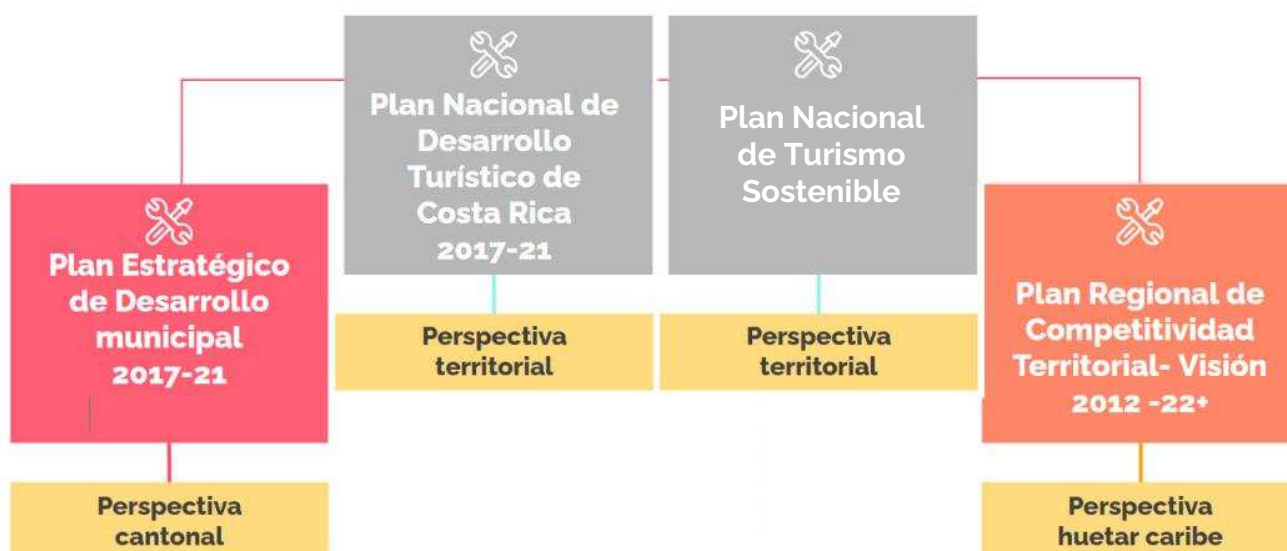 Plan Estratégico
de Desarrollo
municipal
2017-21
Perspectiva
cantonal
Plan Nacional de
Desarrollo
Turístico de
Costa Rica
2017-21
Perspectiva
territorial
Plan Nacional
de Turismo
Sostenible
Perspectiva
territorial
Plan Regional de
Competitividad
Territorial- Visión
2012 -22+
Perspectiva
huetar caribe